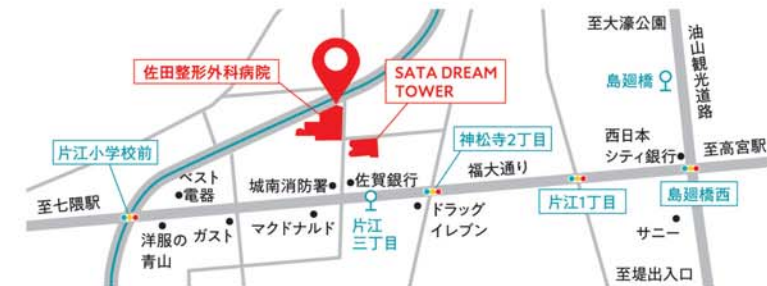 至大濠公園
油山観光道路
島廻橋
佐田整形外科病院
SATA DREAM
TOWER
神松寺2丁目
西日本
シティ銀行
至高宮駅
片江小学校前
ベスト
電器
城南消防署
佐賀銀行
福大通り
至七隈駅
洋服の
青山
ガスト
マクドナルド
片江
三丁目
ドラッグ
イレブン
片江1丁目
島廻橋西
サニー
至堤出入口